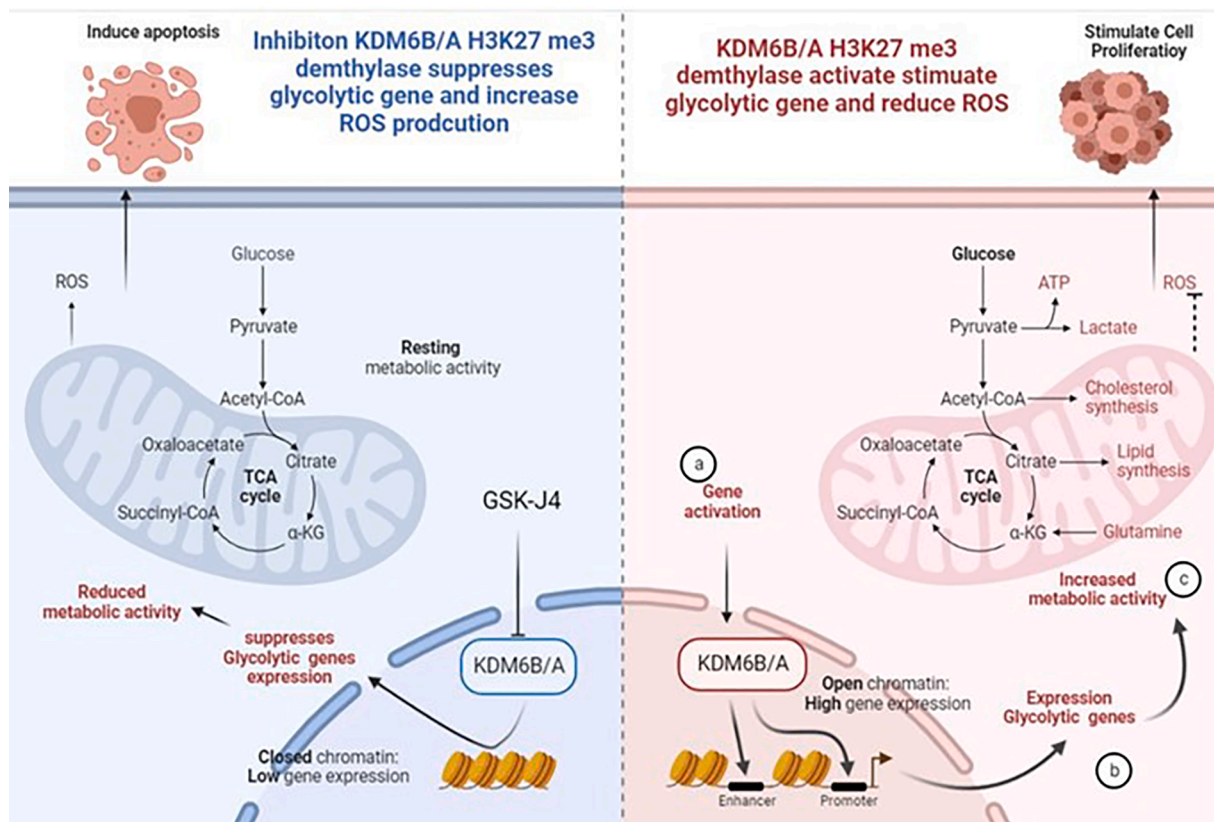 Induce apoptosis
Inhibiton KDM6B/A H3K27 me3
demthylase suppresses
glycolytic gene and increase
ROS prodcution
ROS
Glucose
Pyruvate
Resting
metabolic activity
Acetyl-CoA
Oxaloacetate
Citrate
TCA
cycle
Succinyl-CoA
α-KG
GSK-J4
Reduced
metabolic activity
suppresses
Glycolytic genes
expression
KDM6B/A
Closed chromatin:
Low gene expression
KDM6B/A H3K27 me3
demthylase activate stimuate
glycolytic gene and reduce ROS
Stimulate Cell
Proliferatioy
Glucose
ATP
ROS
Pyruvate
Lactate
Acetyl-CoA
Cholesterol
synthesis
Oxaloacetate
Citrate
Lipid
synthesis
TCA
cycle
Succinyl-CoA
α-KG
Glutamine
a
Gene
activation
Increased
metabolic activity
c
KDM6B/A
Open chromatin:
High gene expression
Expression
Glycolytic genes
b
Enhancer
Promoter